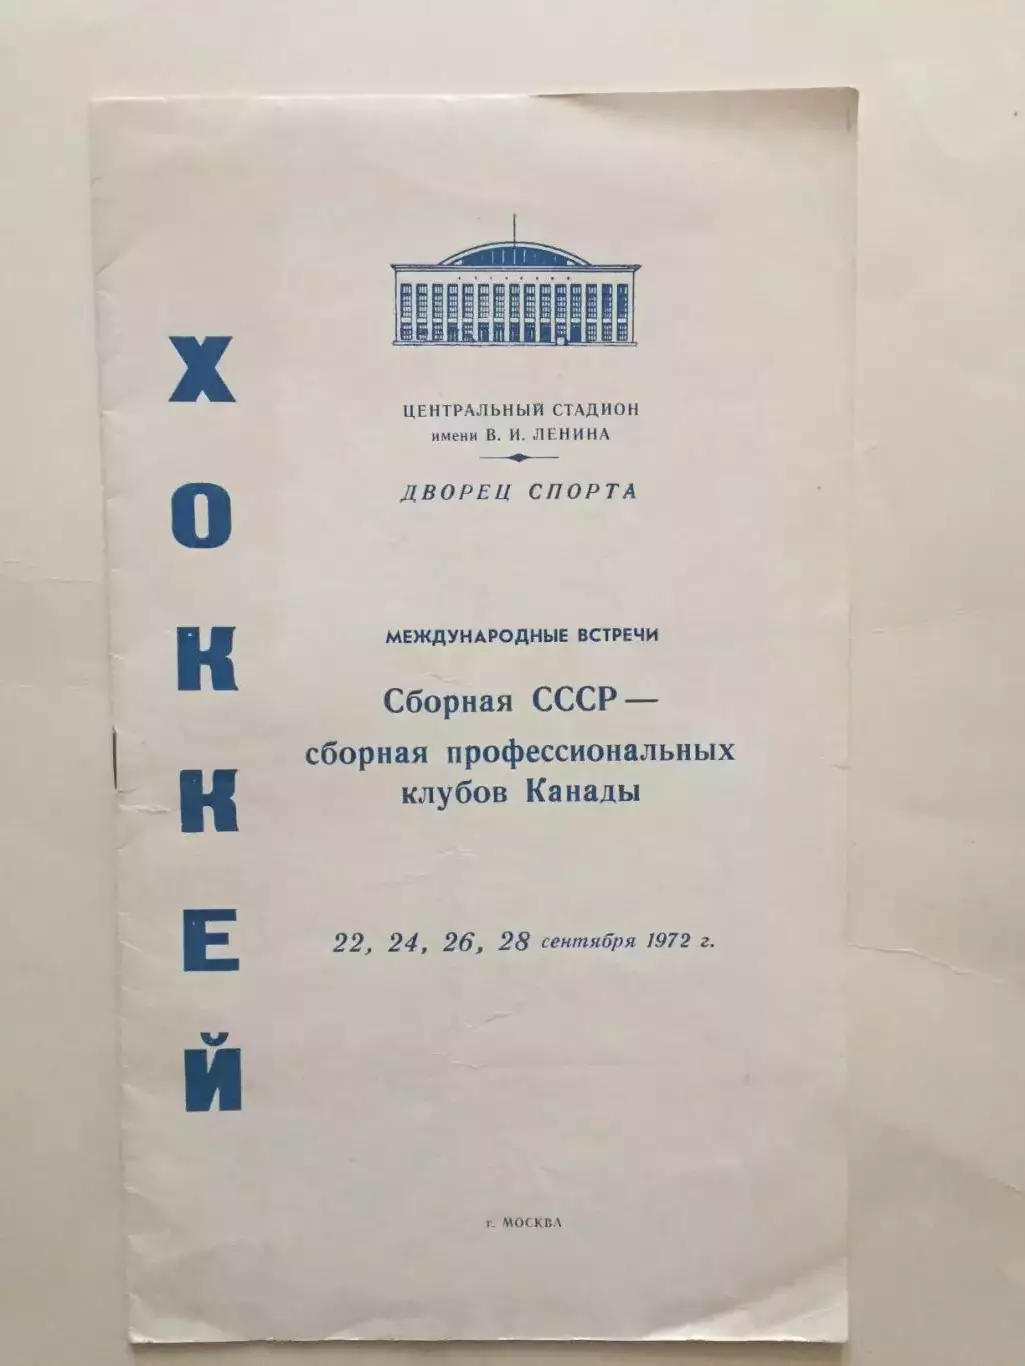 ХОККЕЙ
ЦЕНТРАЛЬНЫЙ СТАДИОН
имени В. И. ЛЕНИНА
ДВОРЕЦ СПОРТА
МЕЖДУНАРОДНЫЕ ВСТРЕЧИ
Сборная СССР —
сборная профессиональных
клубов Канады
22, 24, 26, 28 сентября 1972 г.
г. МОСКВА